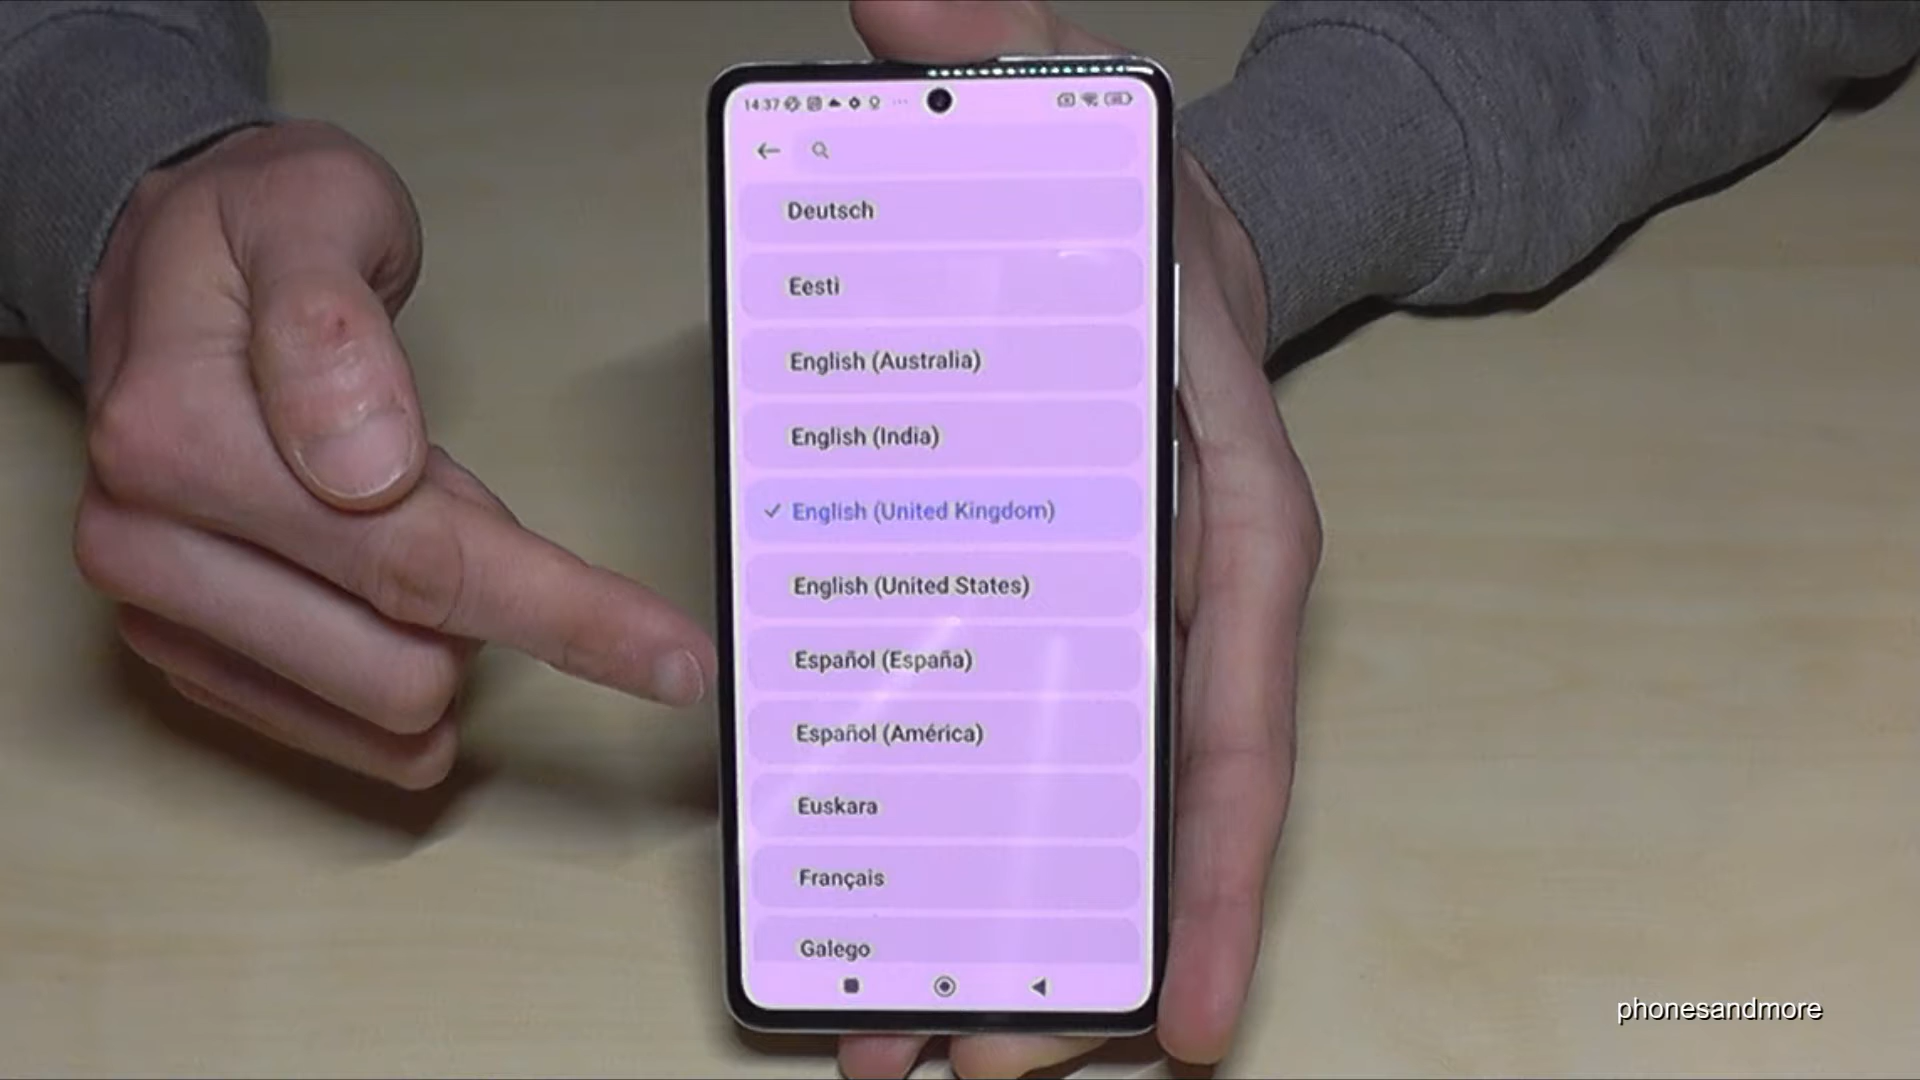 14:37
Deutsch
Eesti
English (Australia)
English (India)
English (United Kingdom)
English (United States)
Español (España)
Español (América)
Euskara
Français
Galego
phonesandmore